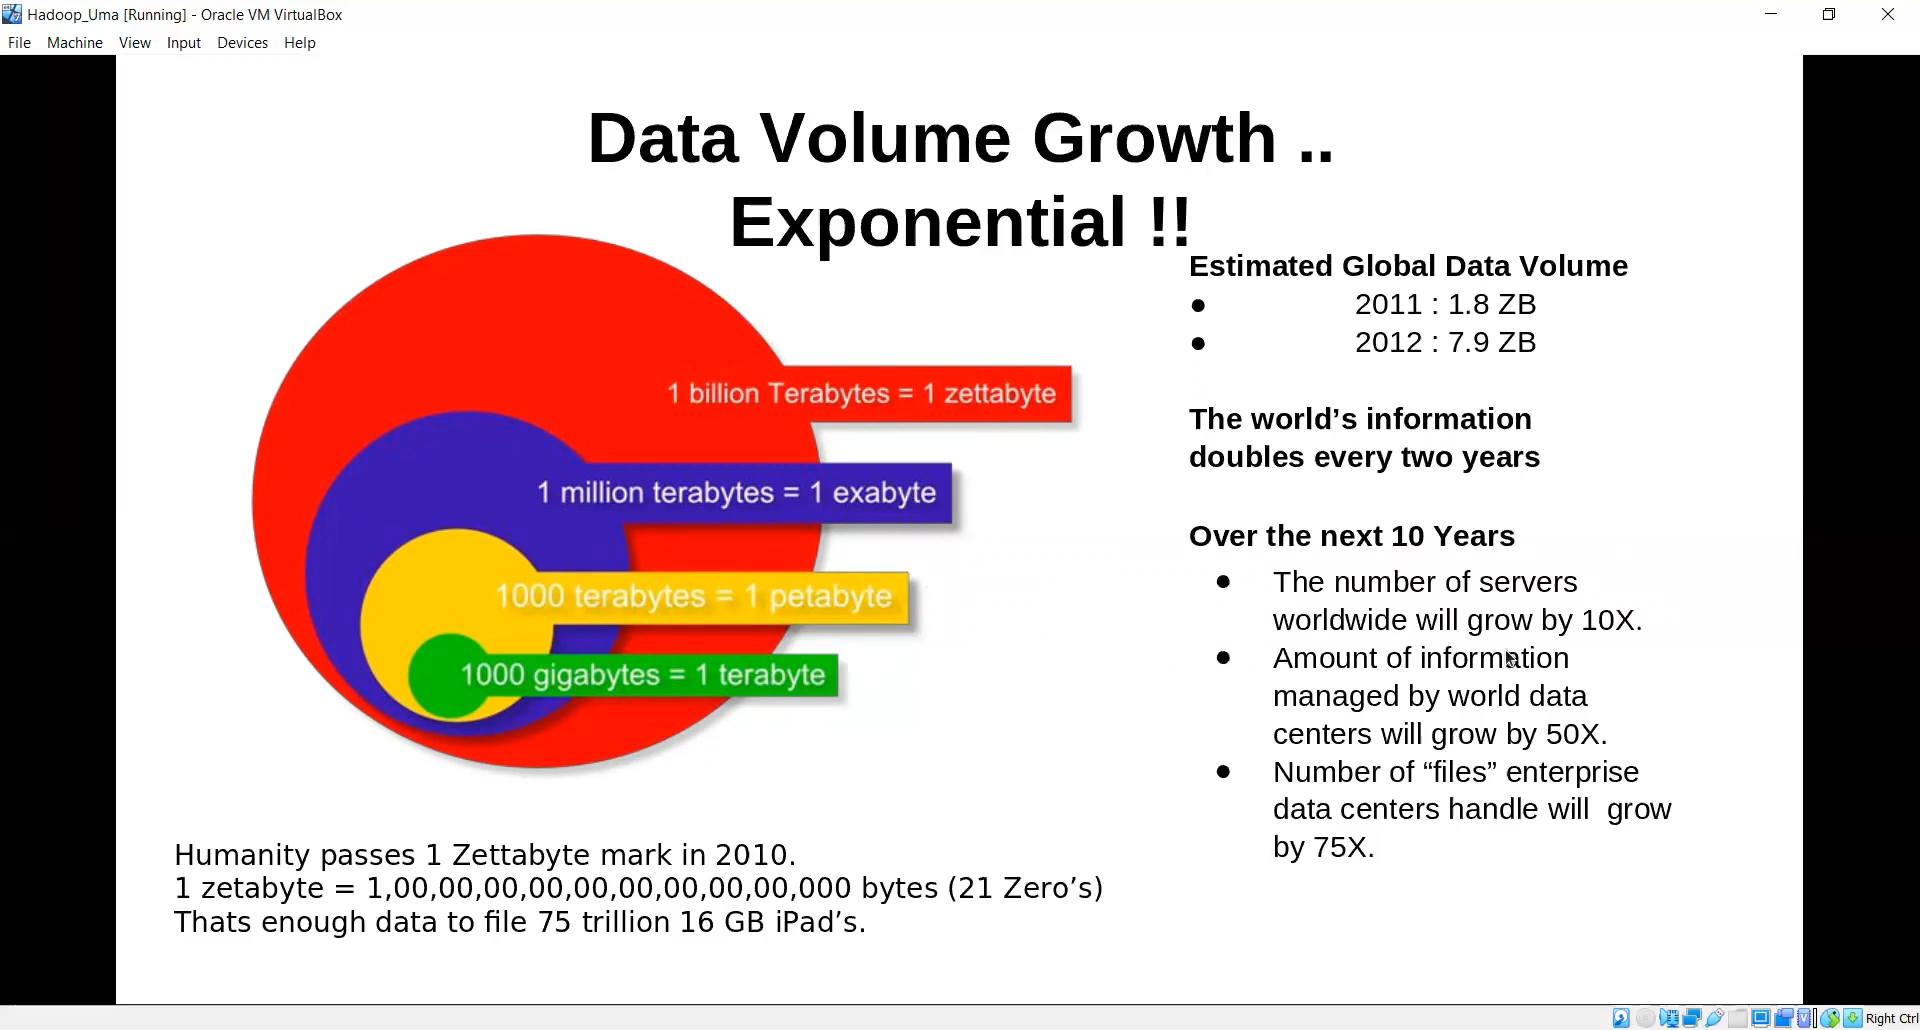 Hadoop_Uma [Running] - Oracle VM VirtualBox
File Machine View Input Devices Help
Data Volume Growth ..
Exponential !!
1 billion Terabytes = 1 zettabyte
1 million terabytes = 1 exabyte
1000 terabytes = 1 petabyte
1000 gigabytes = 1 terabyte
Humanity passes 1 Zettabyte mark in 2010.
1 zetabyte = 1,00,00,00,00,00,00,00,00,00,000 bytes (21 Zero’s)
Thats enough data to file 75 trillion 16 GB iPad’s.
Estimated Global Data Volume
● 2011 : 1.8 ZB
● 2012 : 7.9 ZB
The world’s information
doubles every two years
Over the next 10 Years
● The number of servers
worldwide will grow by 10X.
● Amount of information
managed by world data
centers will grow by 50X.
● Number of “files” enterprise
data centers handle will grow
by 75X.
Right Ctrl